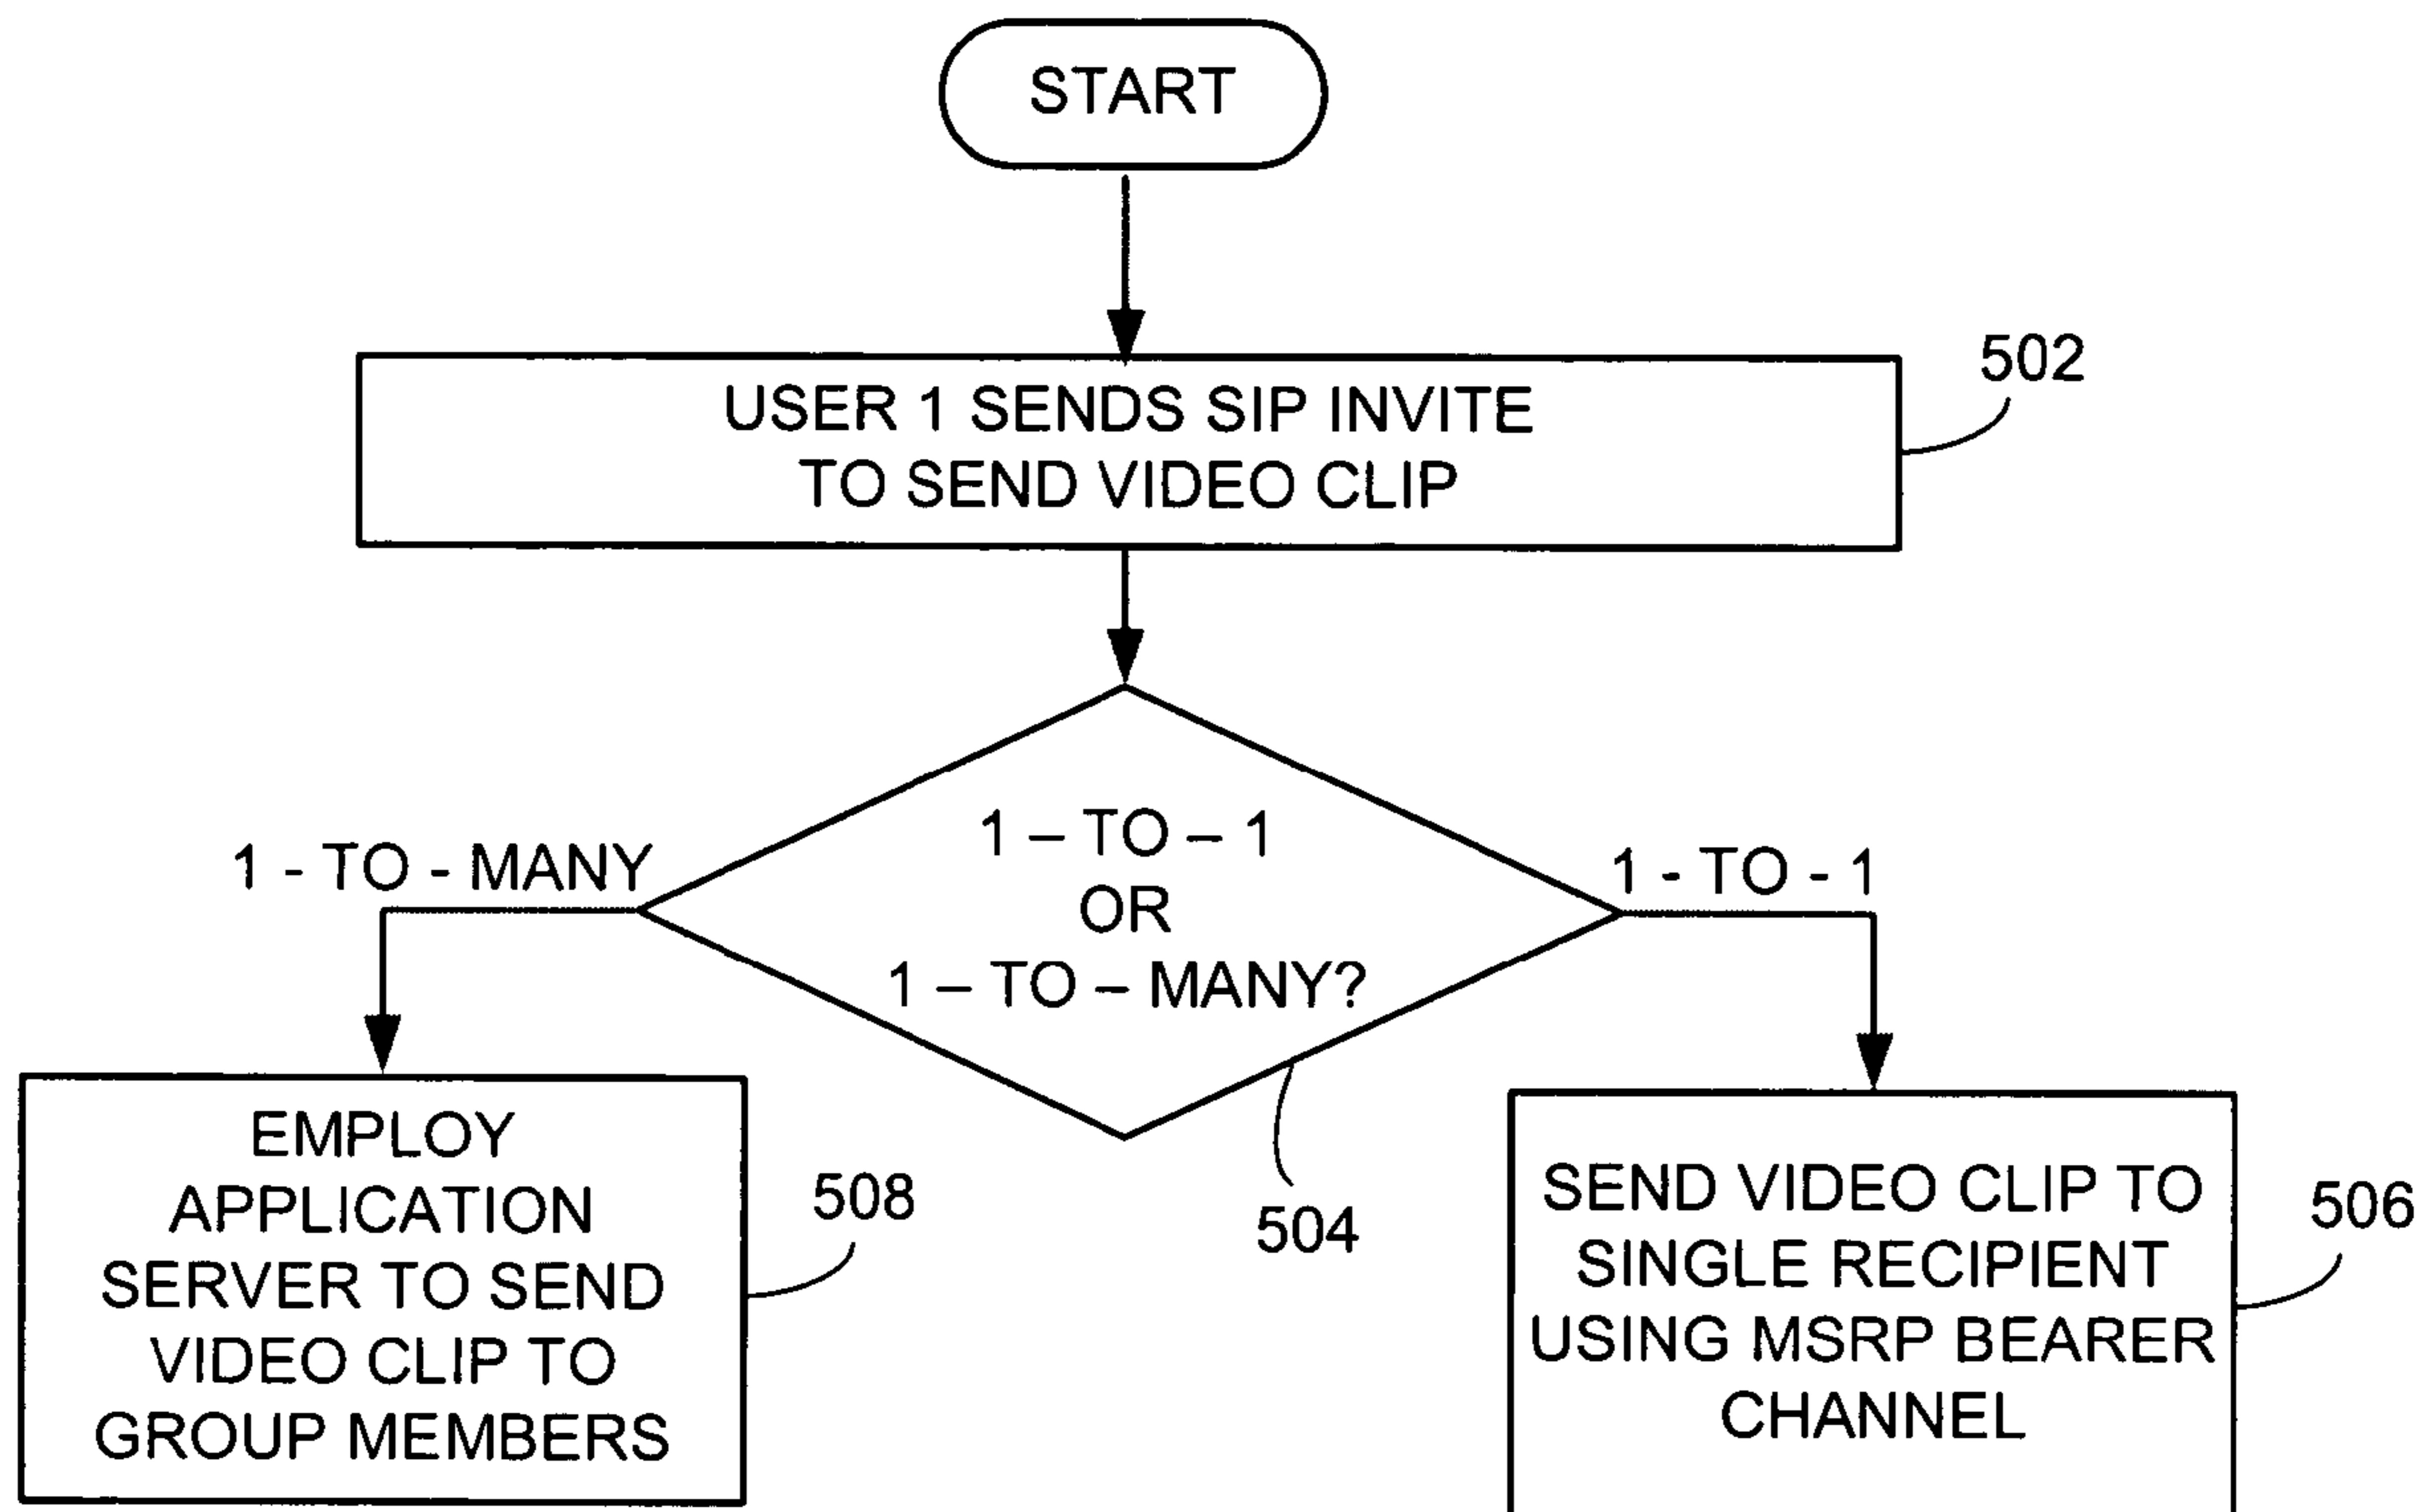 START
USER 1 SENDS SIP INVITE
TO SEND VIDEO CLIP
502
1 – TO – 1
OR
1 – TO – MANY?
504
1 - TO - MANY
1 - TO - 1
EMPLOY
APPLICATION
SERVER TO SEND
VIDEO CLIP TO
GROUP MEMBERS
508
SEND VIDEO CLIP TO
SINGLE RECIPIENT
USING MSRP BEARER
CHANNEL
506